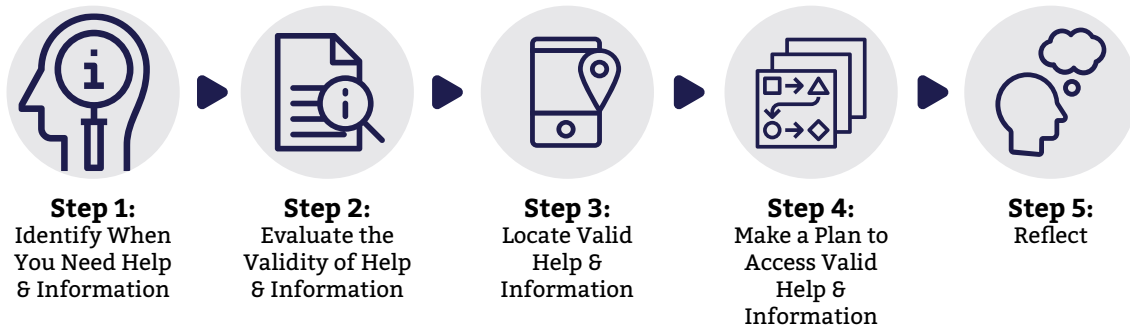 Step 1:
Identify When
You Need Help
& Information
Step 2:
Evaluate the
Validity of Help
& Information
Step 3:
Locate Valid
Help &
Information
Step 4:
Make a Plan to
Access Valid
Help &
Information
Step 5:
Reflect